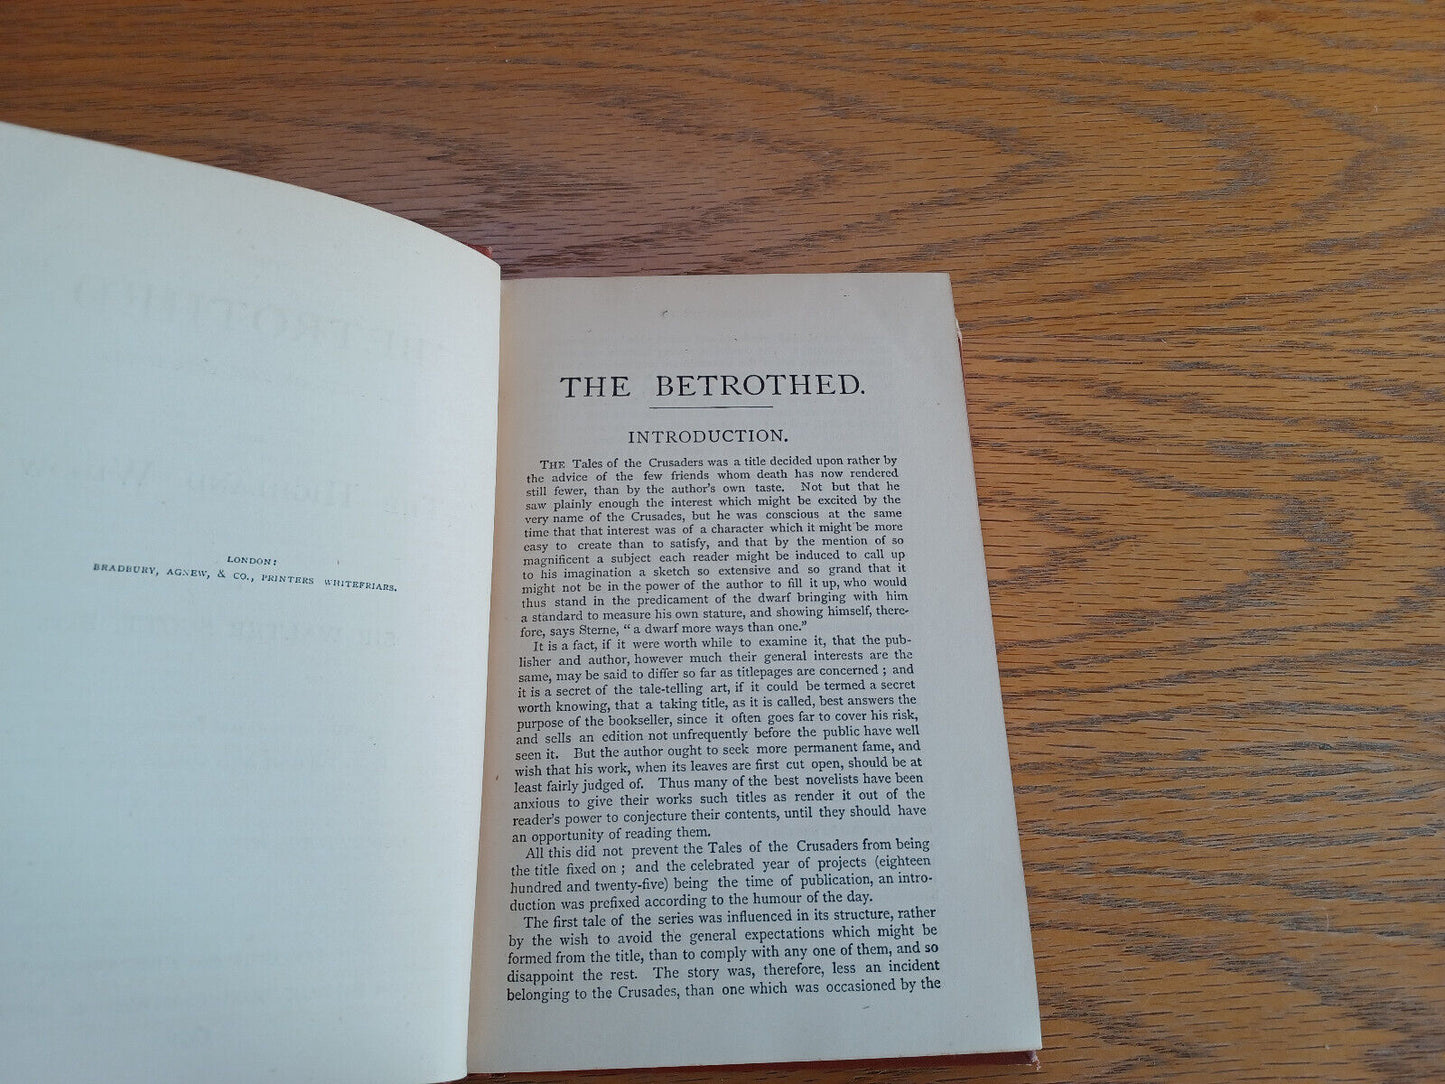 LONDON:
BRADBURY, AGNEW, & CO., PRINTERS WHITEFRIARS.
THE BETROTHED.
INTRODUCTION.
THE Tales of the Crusaders was a title decided upon rather by
the advice of the few friends whom death has now rendered
still fewer, than by the author's own taste. Not but that he
saw plainly enough the interest which might be excited by the
very name of the Crusades, but he was conscious at the same
time that that interest was of a character which it might be more
easy to create than to satisfy, and that by the mention of so
magnificent a subject each reader might be induced to call up
to his imagination a sketch so extensive and so grand that it
might not be in the power of the author to fill it up, who would
thus stand in the predicament of the dwarf bringing with him
a standard to measure his own stature, and showing himself, there-
fore, says Sterne, "a dwarf more ways than one."
It is a fact, if it were worth while to examine it, that the pub-
lisher and author, however much their general interests are the
same, may be said to differ so far as titlepages are concerned; and
it is a secret of the tale-telling art, if it could be termed a secret
worth knowing, that a taking title, as it is called, best answers the
purpose of the bookseller, since it often goes far to cover his risk,
and sells an edition not unfrequently before the public have well
seen it. But the author ought to seek more permanent fame, and
wish that his work, when its leaves are first cut open, should be at
least fairly judged of. Thus many of the best novelists have been
anxious to give their works such titles as render it out of the
reader's power to conjecture their contents, until they should have
an opportunity of reading them.
All this did not prevent the Tales of the Crusaders from being
the title fixed on; and the celebrated year of projects (eighteen
hundred and twenty-five) being the time of publication, an intro-
duction was prefixed according to the humour of the day.
The first tale of the series was influenced in its structure, rather
by the wish to avoid the general expectations which might be
formed from the title, than to comply with any one of them, and so
disappoint the rest. The story was, therefore, less an incident
belonging to the Crusades, than one which was occasioned by the